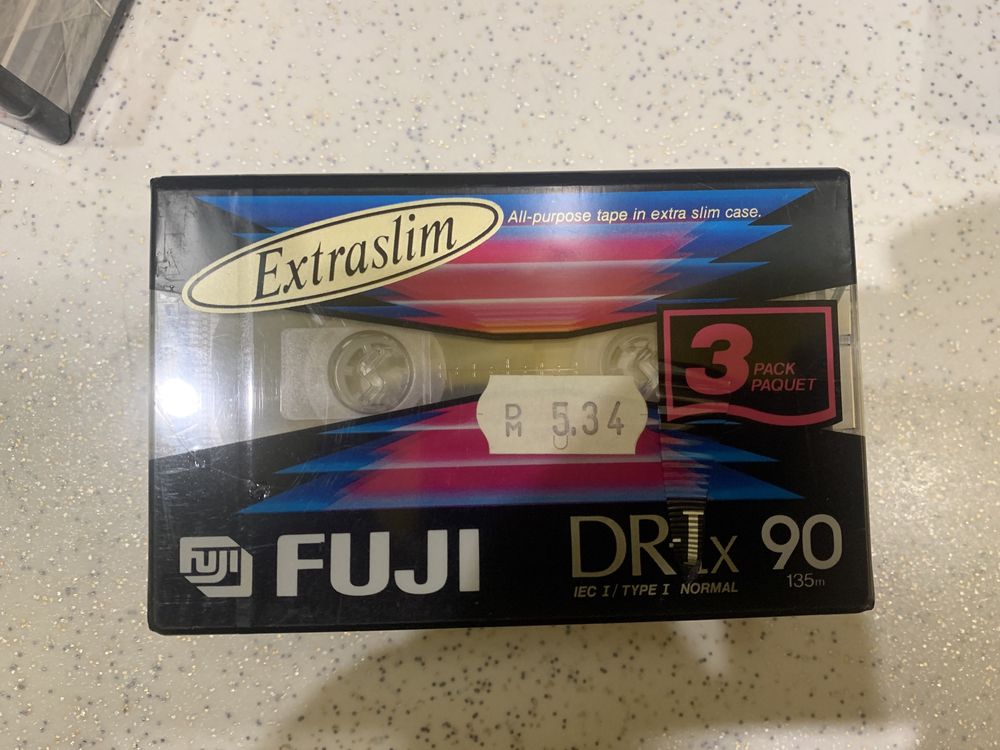 Extraslim
All-purpose tape in extra slim case.
3 PACK
PAQUET
DM 5.34
FUJI FUJI
DR-Ix 90
135m
IEC I / TYPE I NORMAL